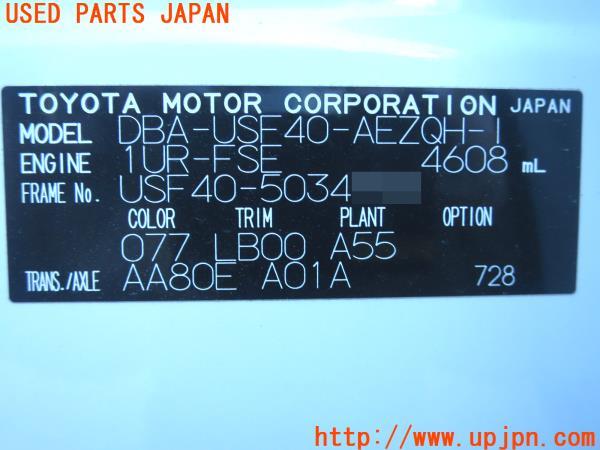 USED PARTS JAPAN
TOYOTA MOTOR CORPORATION JAPAN
MODEL DBA-USF40-AEZQH-I
ENGINE 1UR-FSE 4608 mL
FRAME No. USF40-5034
COLOR TRIM PLANT OPTION
077 LB00 A55
TRANS./AXLE AA80E A01A 728
http://www.upjpn.com